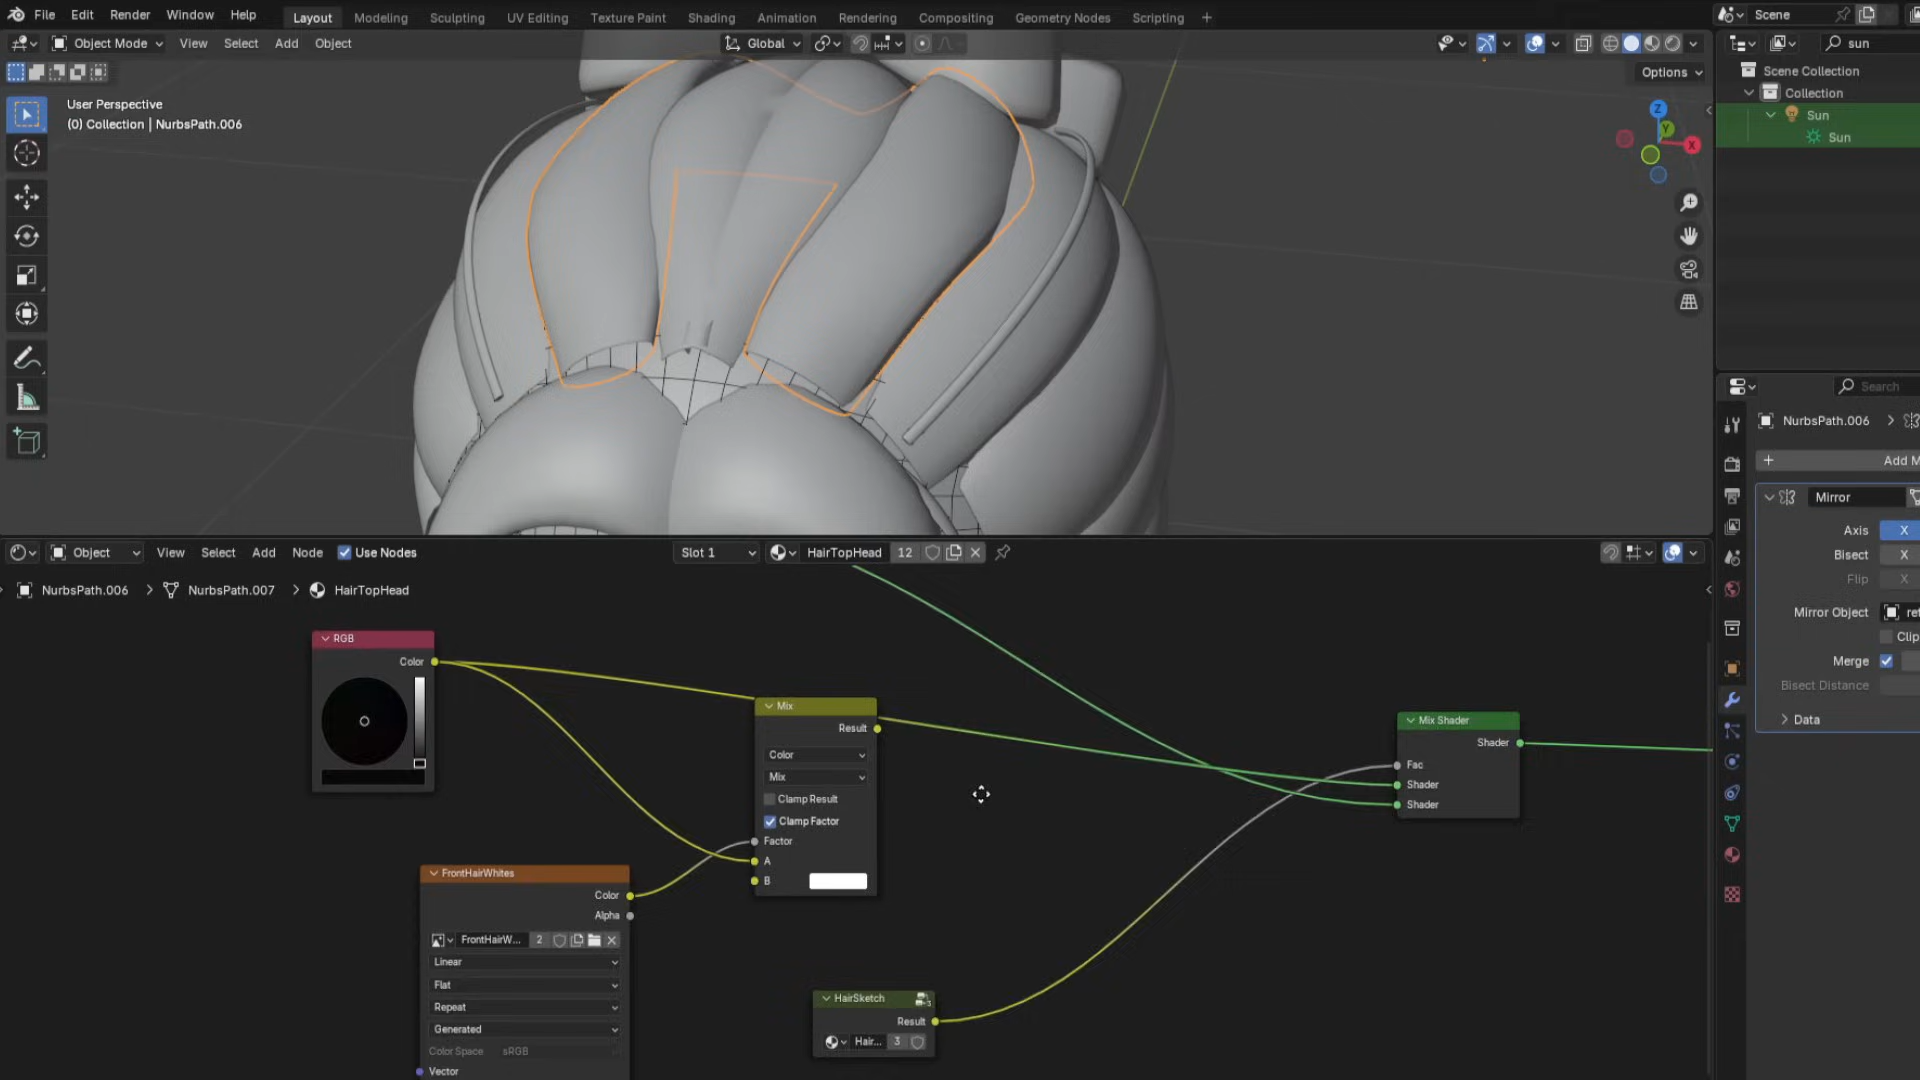 File Edit Render Window Help Layout Modeling Sculpting UV Editing Texture Paint Shading Animation Rendering Compositing Geometry Nodes Scripting + Scene
Object Mode View Select Add Object Global sun
Options
User Perspective
(0) Collection | NurbsPath.006
Z
Y
X
Scene Collection
Collection
Sun
Sun
Search
NurbsPath.006 >
+ Add M
Mirror
Axis X
Bisect X
Flip X
Mirror Object re
Clip
Merge
Bisect Distance
Data
Object View Select Add Node Use Nodes Slot 1 HairTopHead 12
NurbsPath.006 > NurbsPath.007 > HairTopHead
RGB
Color
Mix
Result
Color
Mix
Clamp Result
Clamp Factor
Factor
A
B
FrontHairWhites
Color
Alpha
FrontHairW... 2
Linear
Flat
Repeat
Generated
Color Space sRGB
Vector
HairSketch
Result
Hair... 3
Mix Shader
Shader
Fac
Shader
Shader